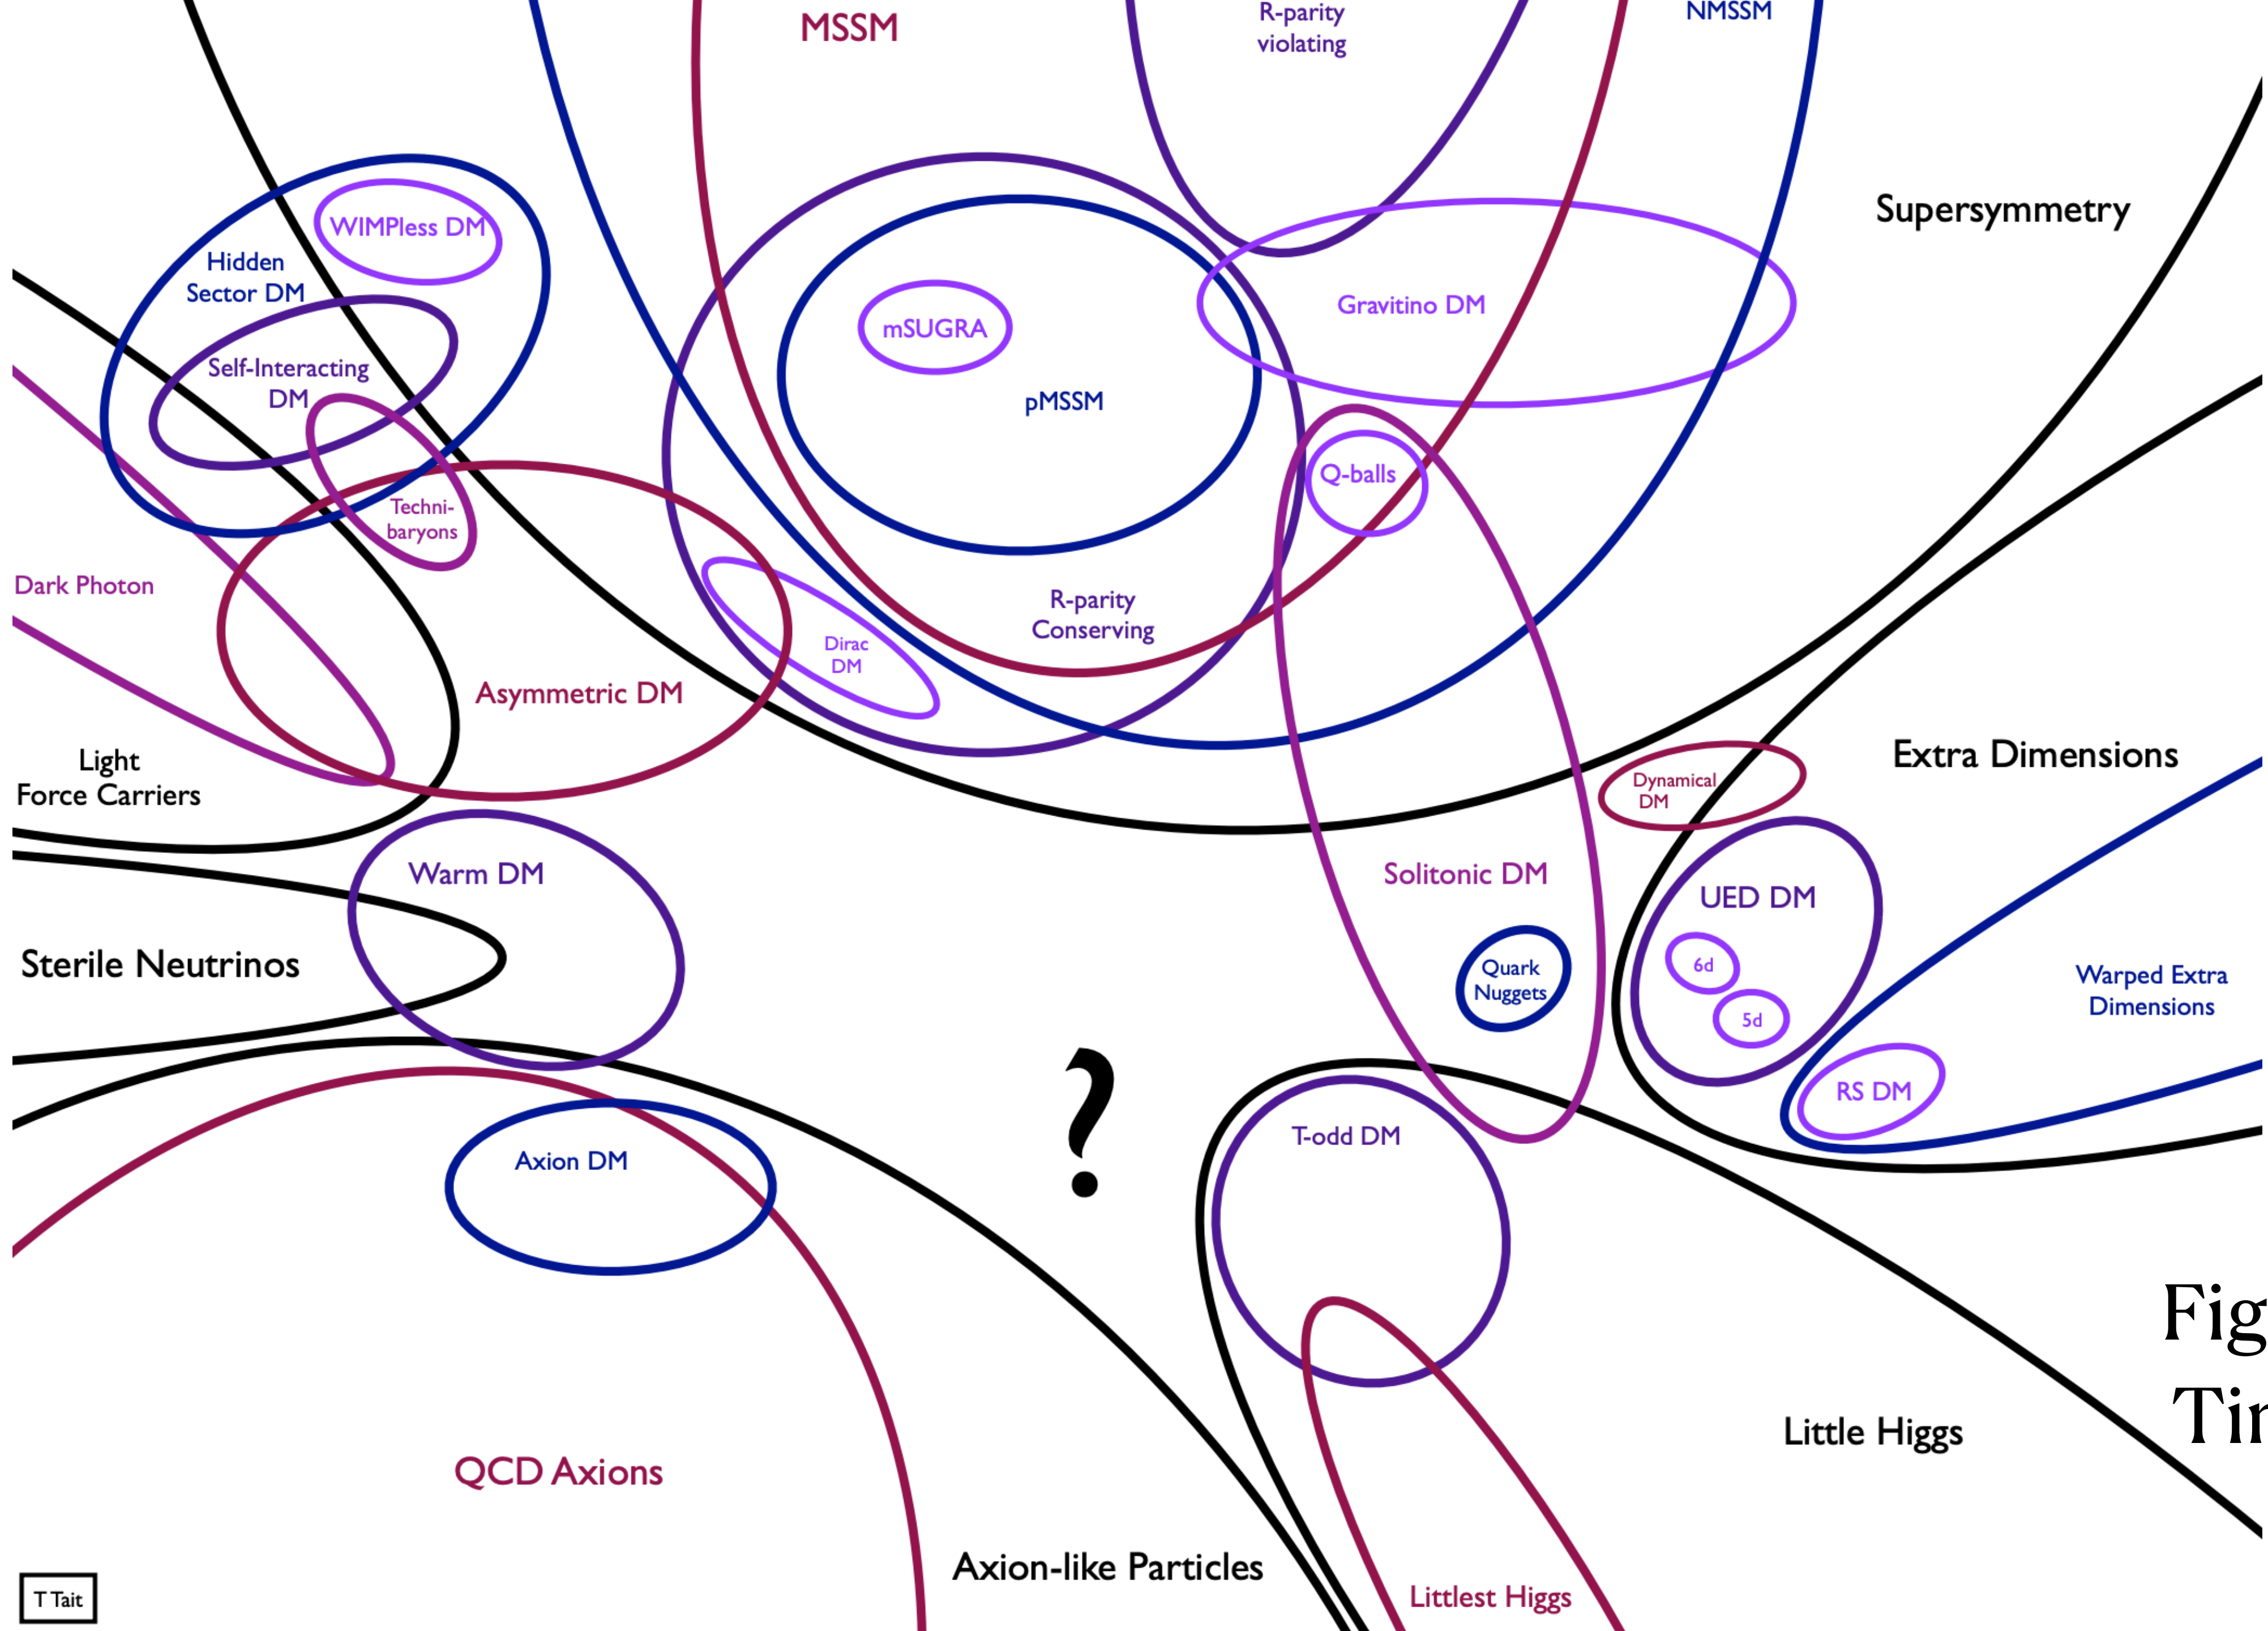 MSSM
R-parity
violating
NMSSM
Supersymmetry
WIMPless DM
Hidden
Sector DM
Gravitino DM
mSUGRA
Self-Interacting
DM
pMSSM
Q-balls
Techni-
baryons
Dark Photon
R-parity
Conserving
Dirac
DM
Asymmetric DM
Light
Force Carriers
Extra Dimensions
Dynamical
DM
Warm DM
Solitonic DM
UED DM
Sterile Neutrinos
Quark
Nuggets
6d
5d
Warped Extra
Dimensions
?
RS DM
T-odd DM
Axion DM
Fig
Little Higgs
QCD Axions
Axion-like Particles
Littlest Higgs
T Tait